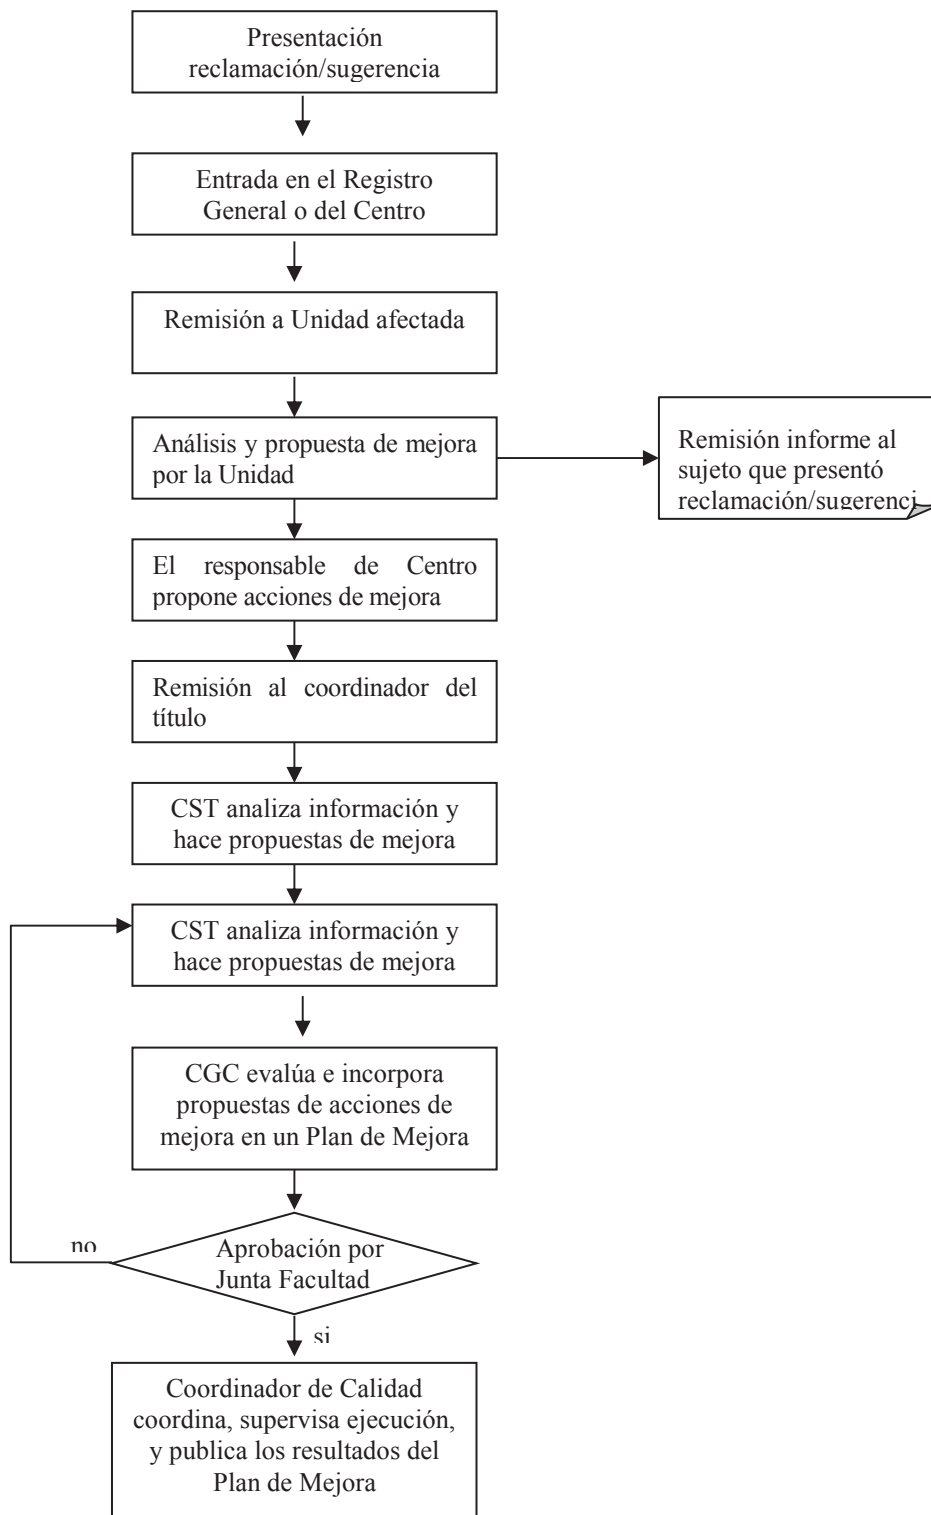 Presentación
reclamación/sugerencia
Entrada en el Registro
General o del Centro
Remisión a Unidad afectada
Análisis y propuesta de mejora
por la Unidad
Remisión informe al
sujeto que presentó
reclamación/sugerenci
El responsable de Centro
propone acciones de mejora
Remisión al coordinador del
título
CST analiza información y
hace propuestas de mejora
CST analiza información y
hace propuestas de mejora
CGC evalúa e incorpora
propuestas de acciones de
mejora en un Plan de Mejora
no
Aprobación por
Junta Facultad
si
Coordinador de Calidad
coordina, supervisa ejecución,
y publica los resultados del
Plan de Mejora